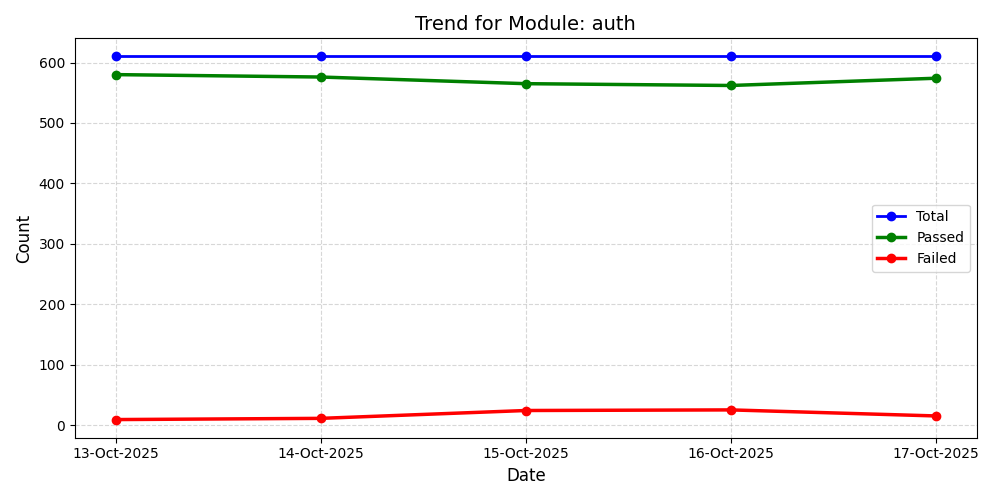 Trend for Module: auth
Count
600
500
400
300
200
100
0
Total
Passed
Failed
13-Oct-2025
14-Oct-2025
15-Oct-2025
16-Oct-2025
17-Oct-2025
Date